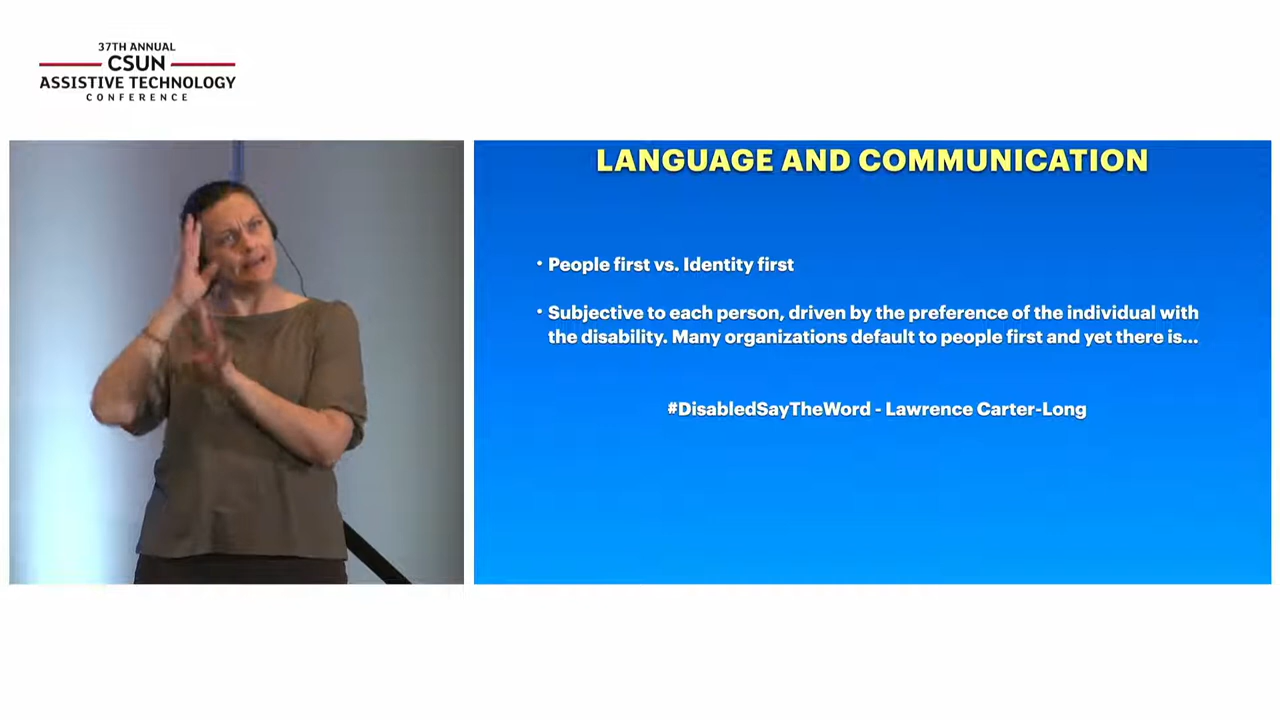 37TH ANNUAL
CSUN
ASSISTIVE TECHNOLOGY
CONFERENCE
LANGUAGE AND COMMUNICATION
• People first vs. Identity first
• Subjective to each person, driven by the preference of the individual with
the disability. Many organizations default to people first and yet there is...
#DisabledSayTheWord - Lawrence Carter-Long